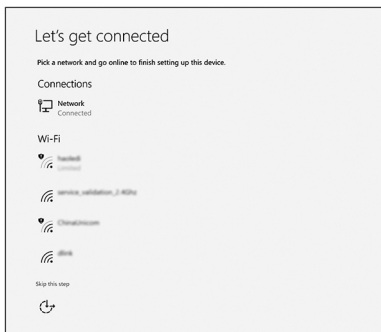 Let's get connected
Pick a network and go online to finish setting up this device.
Connections
Network
Connected
Wi-Fi
Limited
service_validation_2.4Ghz
ChinaUnicom
dlink
Skip this step